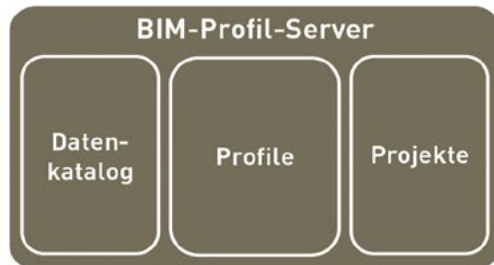 BIM-Profil-Server
Daten-
katalog
Profile
Projekte